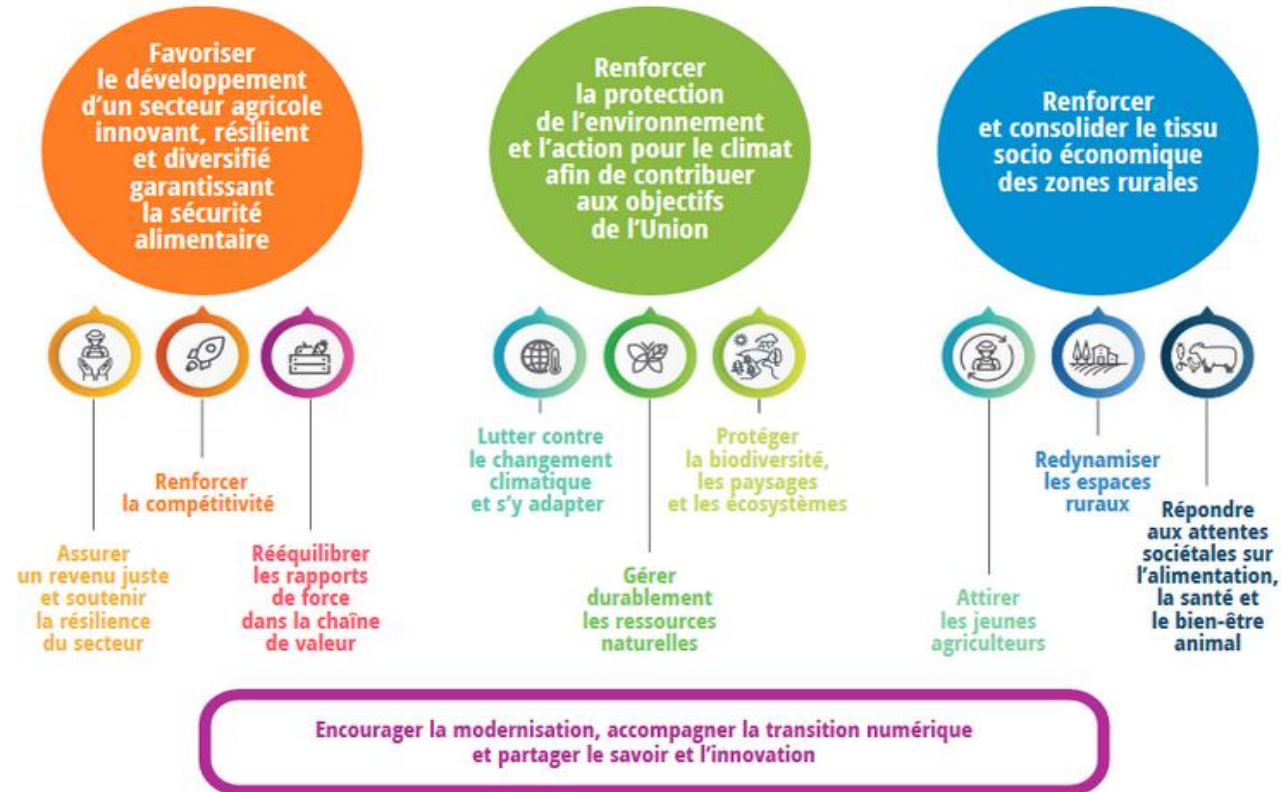 Favoriser
le développement
d'un secteur agricole
innovant, résilient
et diversifié
garantissant
la sécurité
alimentaire
Renforcer
la protection
de l'environnement
et l'action pour le climat
afin de contribuer
aux objectifs
de l'Union
Renforcer
et consolider le tissu
socio économique
des zones rurales
Assurer
un revenu juste
et soutenir
la résilience
du secteur
Renforcer
la compétitivité
Rééquilibrer
les rapports
de force
dans la chaîne
de valeur
Lutter contre
le changement
climatique
et s'y adapter
Gérer
durablement
les ressources
naturelles
Protéger
la biodiversité,
les paysages
et les écosystèmes
Attirer
les jeunes
agriculteurs
Redynamiser
les espaces
ruraux
Répondre
aux attentes
sociétales sur
l'alimentation,
la santé et
le bien-être
animal
Encourager la modernisation, accompagner la transition numérique
et partager le savoir et l'innovation